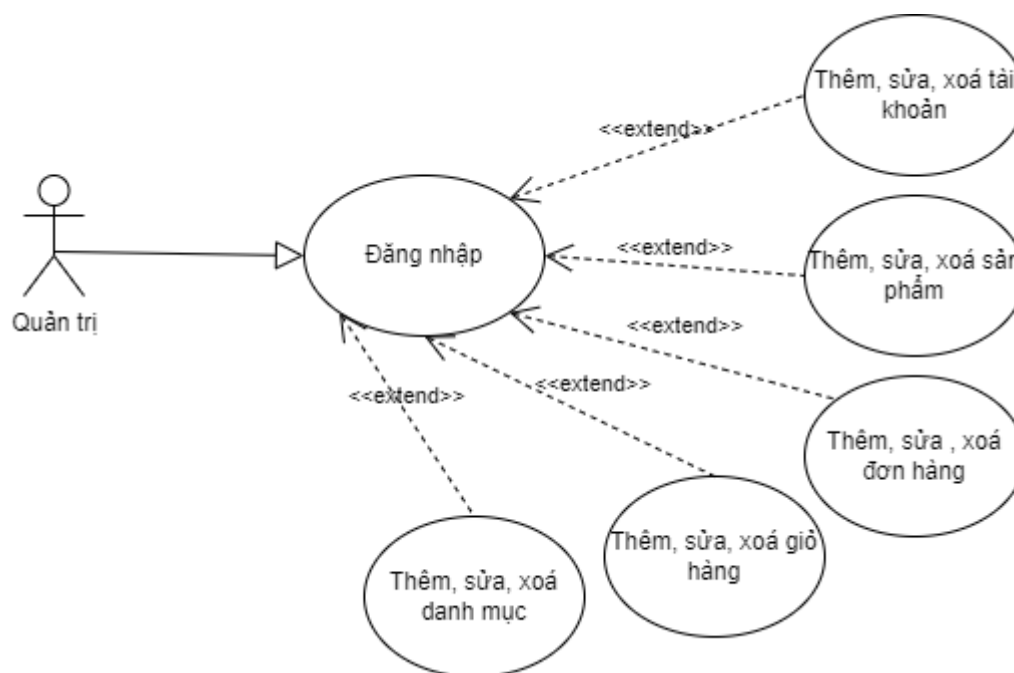 Thêm, sửa, xoá tài
khoản
<<extend>>
Đăng nhập
<<extend>>
Thêm, sửa, xoá sản
phẩm
Quản trị
<<extend>>
<<extend>>
<<extend>>
Thêm, sửa , xoá
đơn hàng
Thêm, sửa, xoá giỏ
hàng
Thêm, sửa, xoá
danh mục